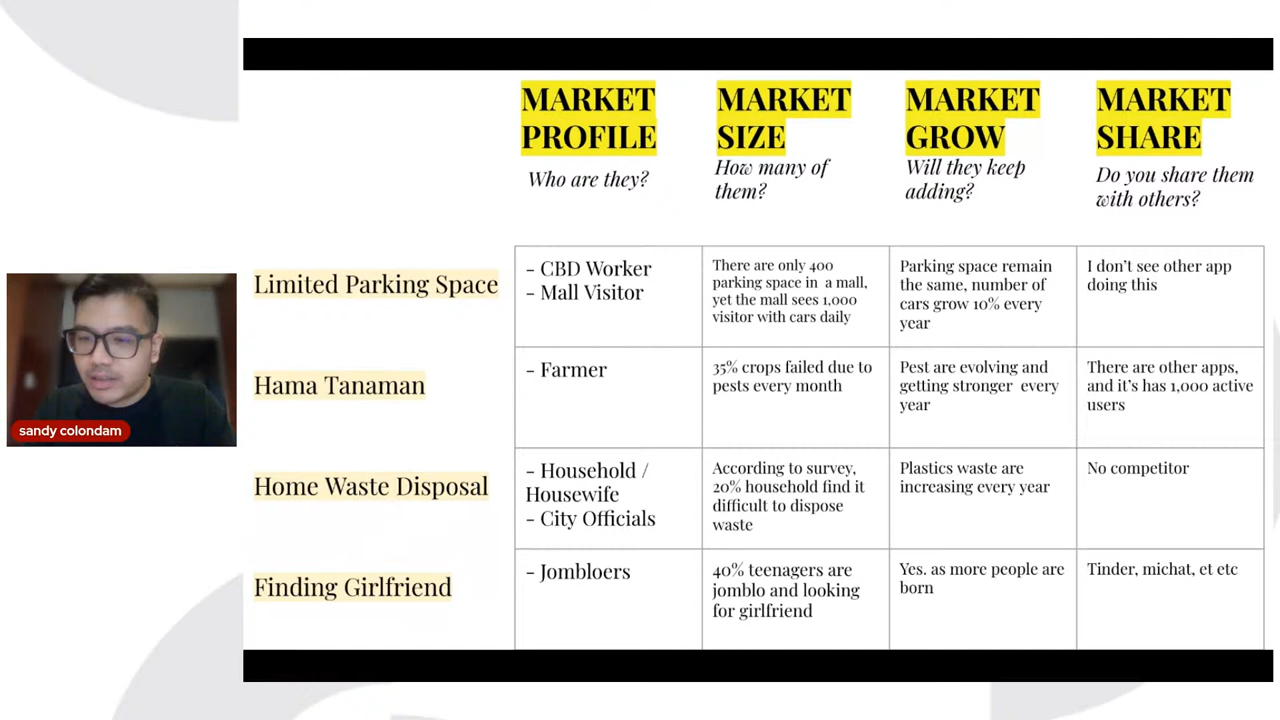 MARKET
PROFILE
Who are they?
MARKET
SIZE
How many of
them?
MARKET
GROW
Will they keep
adding?
MARKET
SHARE
Do you share them
with others?
Limited Parking Space
- CBD Worker
- Mall Visitor
There are only 400
parking space in a mall,
yet the mall sees 1,000
visitor with cars daily
Parking space remain
the same, number of
cars grow 10% every
year
I don't see other app
doing this
Hama Tanaman
- Farmer
35% crops failed due to
pests every month
Pest are evolving and
getting stronger every
year
There are other apps,
and it's has 1,000 active
users
Home Waste Disposal
- Household /
Housewife
- City Officials
According to survey,
20% household find it
difficult to dispose
waste
Plastics waste are
increasing every year
No competitor
Finding Girlfriend
- Jombloers
40% teenagers are
jomblo and looking
for girlfriend
Yes. as more people are
born
Tinder, michat, et etc
sandy colondam